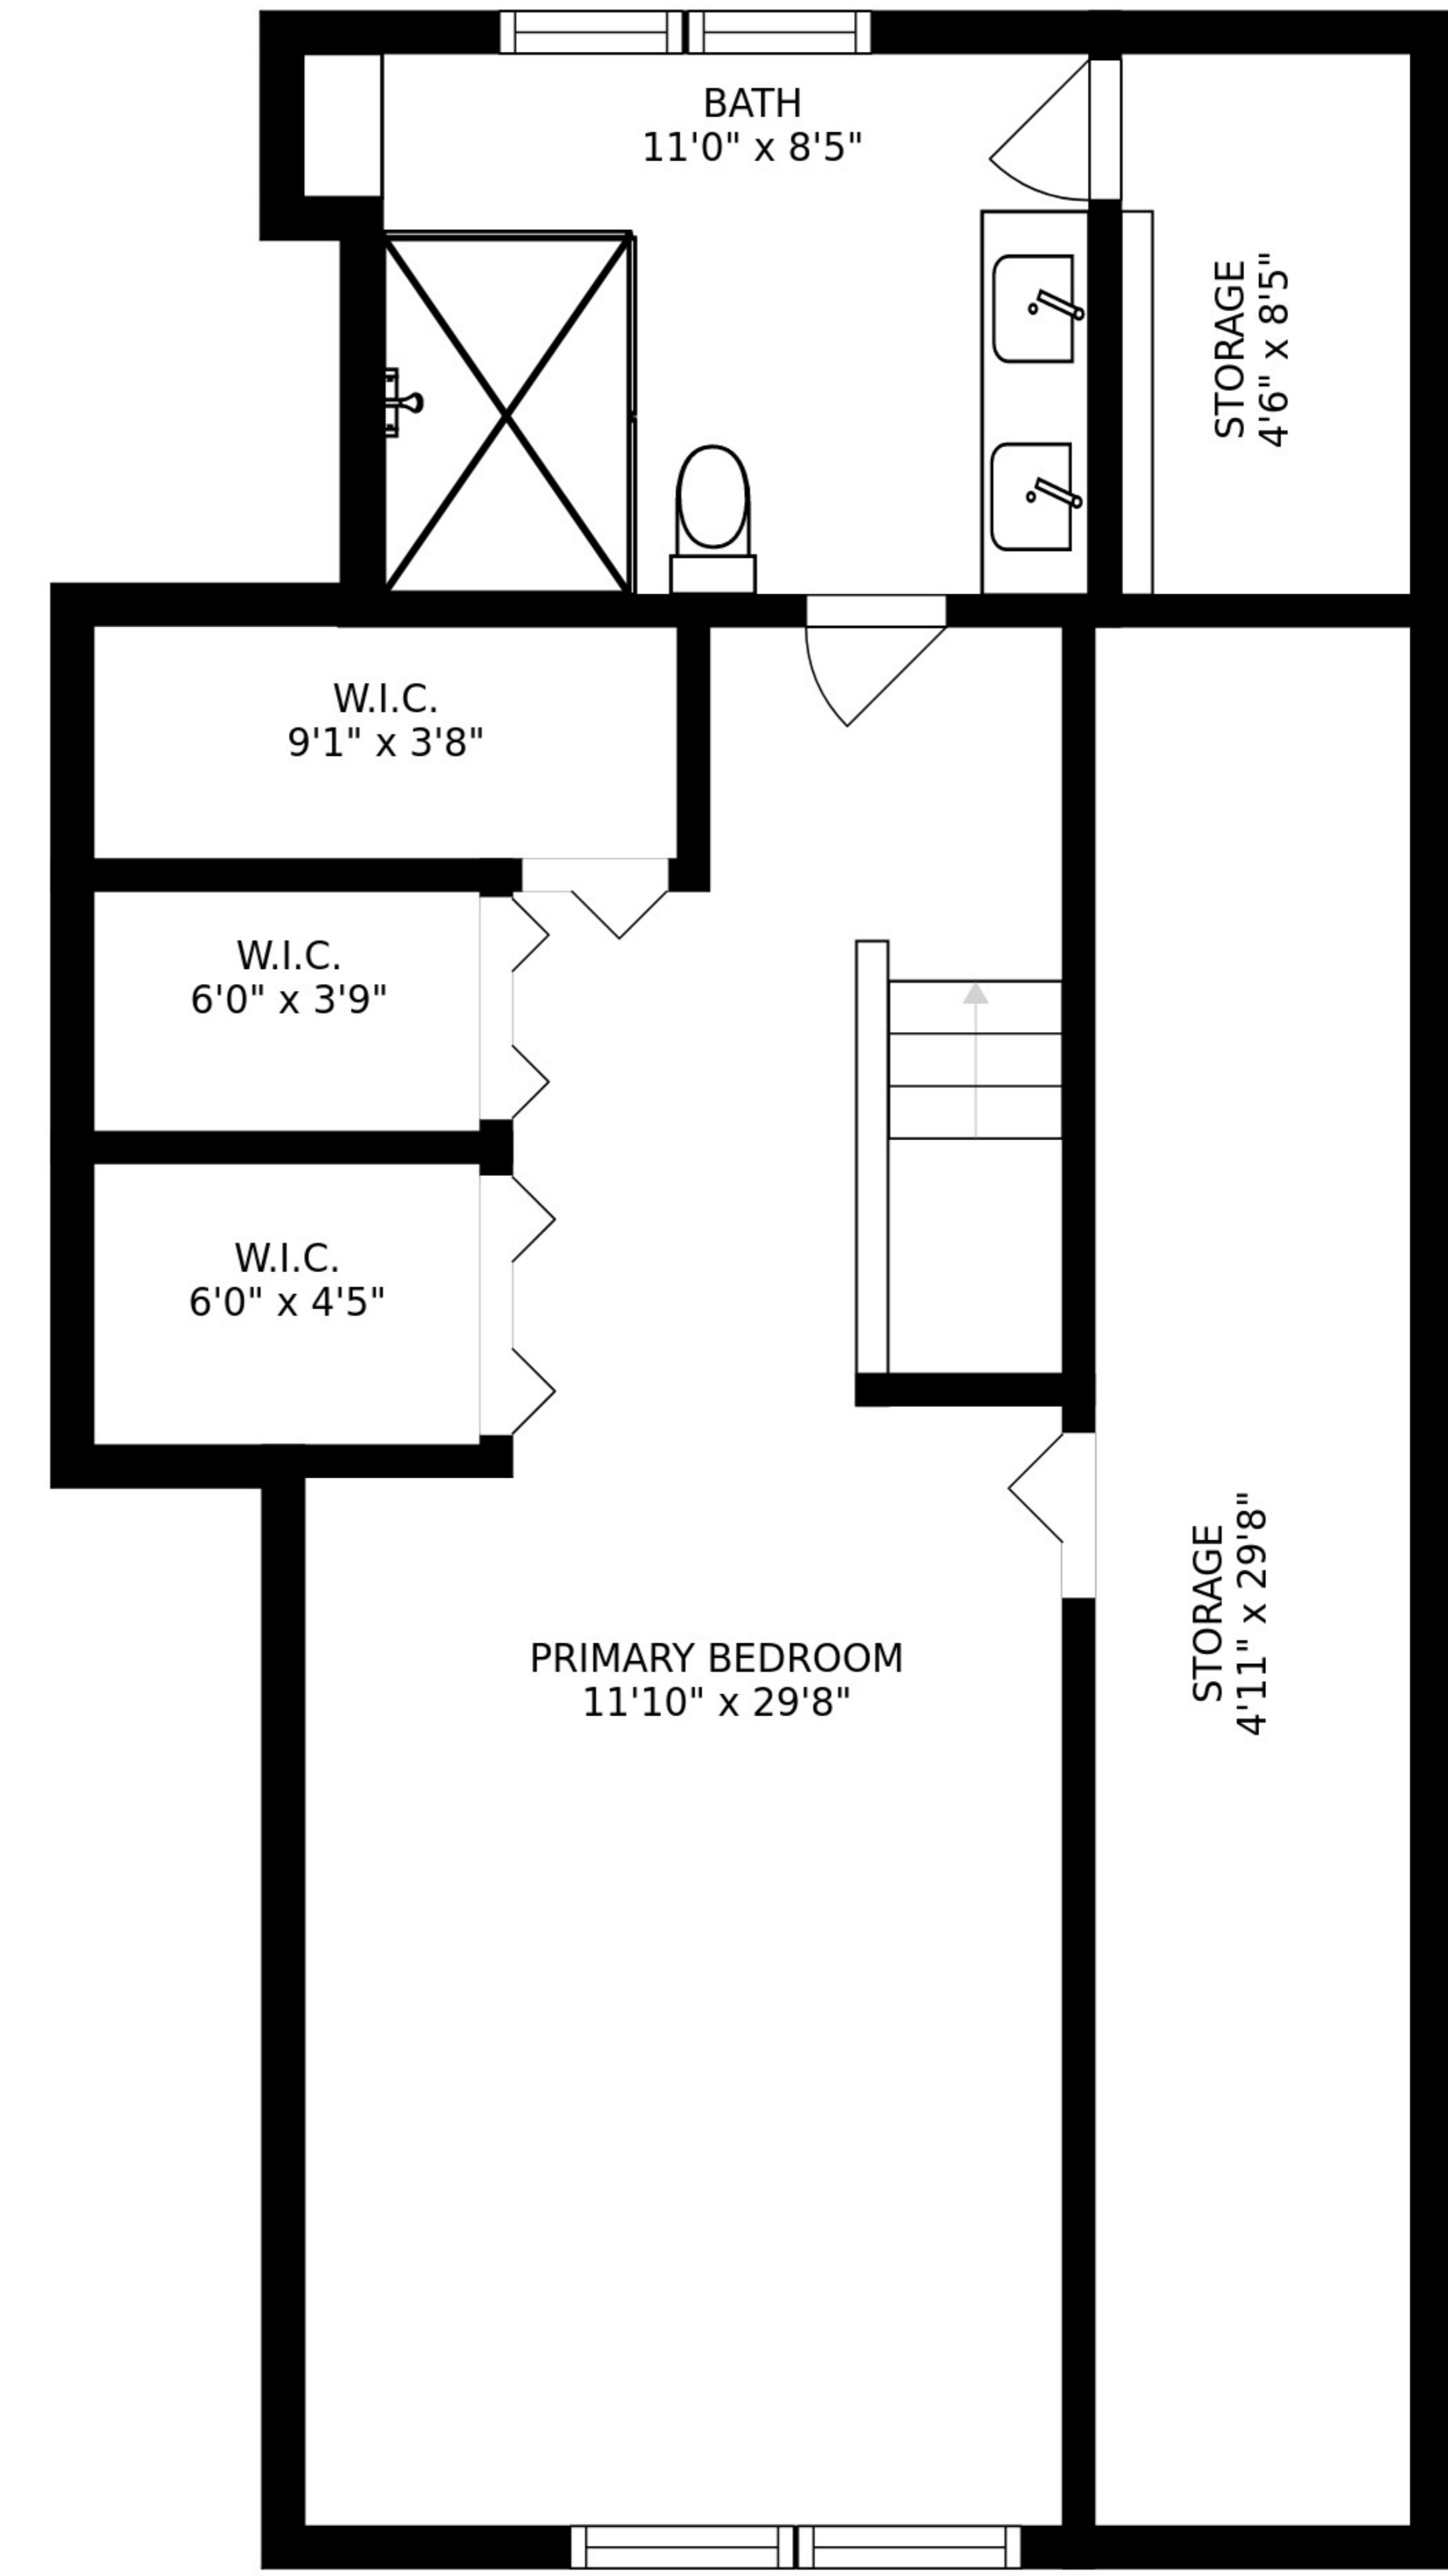 BATH
11'0" x 8'5"
STORAGE
4'6" x 8'5"
W.I.C.
9'1" x 3'8"
W.I.C.
6'0" x 3'9"
W.I.C.
6'0" x 4'5"
PRIMARY BEDROOM
11'10" x 29'8"
STORAGE
4'11" x 29'8"